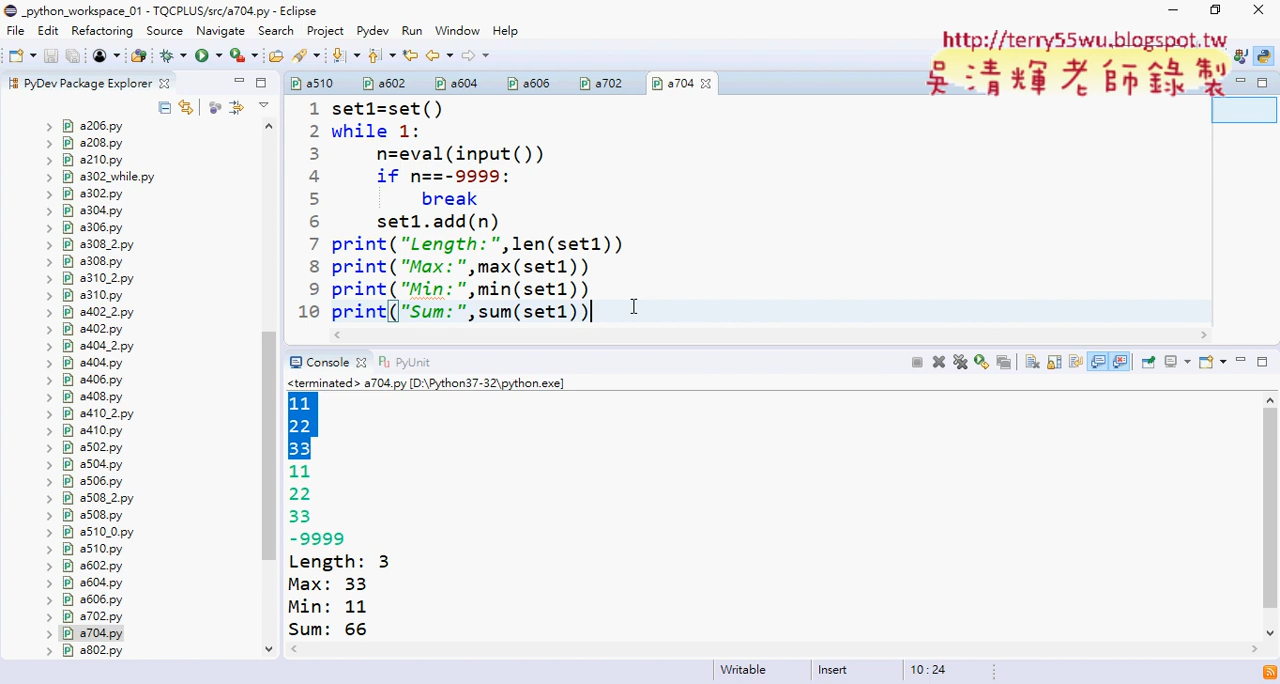 _python_workspace_01 - TQCPLUS/src/a704.py - Eclipse
File Edit Refactoring Source Navigate Search Project Pydev Run Window Help
http://terry55wu.blogspot.tw
吳清輝老師錄製
PyDev Package Explorer
a510 a602 a604 a606 a702 a704
a206.py
a208.py
a210.py
a302_while.py
a302.py
a304.py
a306.py
a308_2.py
a308.py
a310_2.py
a310.py
a402_2.py
a402.py
a404_2.py
a404.py
a406.py
a408.py
a410_2.py
a410.py
a502.py
a504.py
a506.py
a508_2.py
a508.py
a510_0.py
a510.py
a602.py
a604.py
a606.py
a702.py
a704.py
a802.py
1 set1=set()
2 while 1:
3 n=eval(input())
4 if n==-9999:
5 break
6 set1.add(n)
7 print("Length:",len(set1))
8 print("Max:",max(set1))
9 print("Min:",min(set1))
10 print("Sum:",sum(set1))
Console PyUnit
<terminated> a704.py [D:\Python37-32\python.exe]
11
22
33
11
22
33
-9999
Length: 3
Max: 33
Min: 11
Sum: 66
Writable Insert 10 : 24